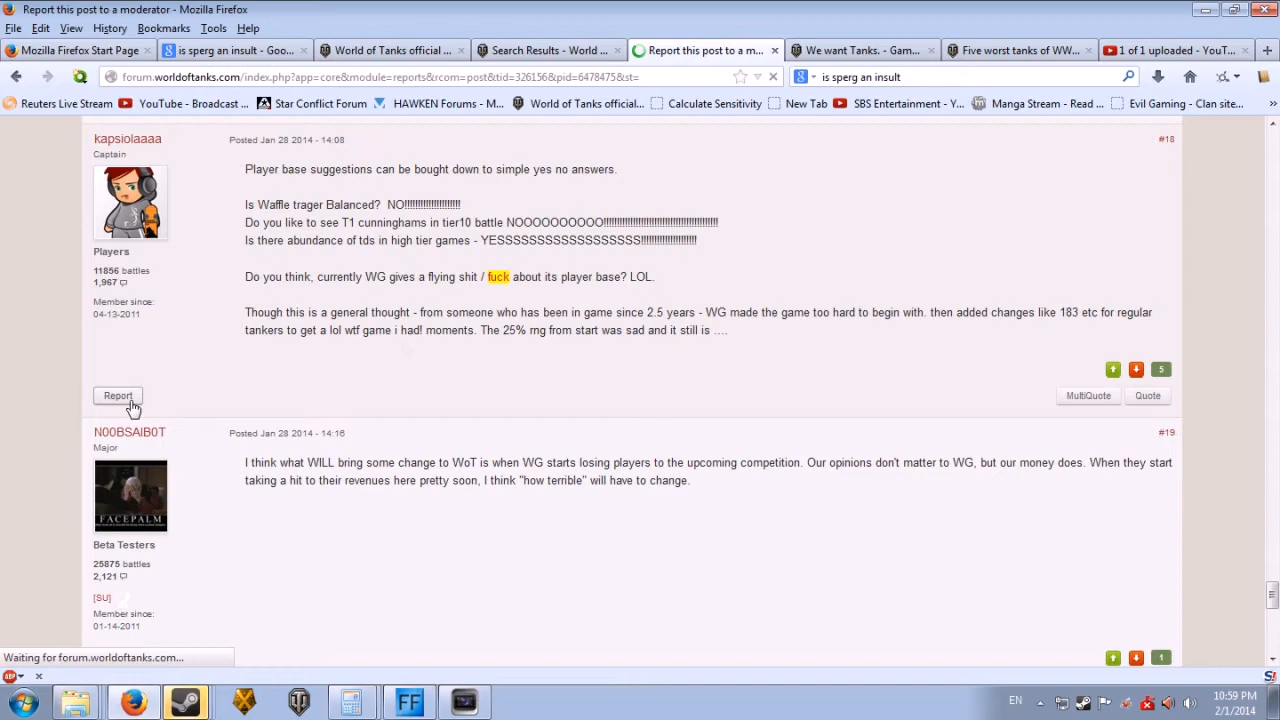 Report this post to a moderator - Mozilla Firefox
File Edit View History Bookmarks Tools Help
Mozilla Firefox Start Page × is sperg an insult - Goo... × World of Tanks official ... × Search Results - World ... × Report this post to a m... × We want Tanks. - Gam... × Five worst tanks of WW... × 1 of 1 uploaded - YouT... ×
forum.worldoftanks.com/index.php?app=core&module=reports&rcom=post&tid=326156&pid=6478475&st= is sperg an insult
Reuters Live Stream YouTube - Broadcast ... Star Conflict Forum HAWKEN Forums - M... World of Tanks official... Calculate Sensitivity New Tab SBS Entertainment - Y... Manga Stream - Read ... Evil Gaming - Clan site...
kapsiolaaaa Posted Jan 28 2014 - 14:08 #18
Captain
Player base suggestions can be bought down to simple yes no answers.
Is Waffle trager Balanced? NO!!!!!!!!!!!!!!!!!!!!!
Do you like to see T1 cunninghams in tier10 battle NOOOOOOOOOO!!!!!!!!!!!!!!!!!!!!!!!!!!!!!!!!!!!!!!!!!!!
Is there abundance of tds in high tier games - YESSSSSSSSSSSSSSSSSS!!!!!!!!!!!!!!!!!!!!!
Players
11856 battles
1,967
Do you think, currently WG gives a flying shit / fuck about its player base? LOL.
Member since:
04-13-2011
Though this is a general thought - from someone who has been in game since 2.5 years - WG made the game too hard to begin with. then added changes like 183 etc for regular
tankers to get a lol wtf game i had! moments. The 25% rng from start was sad and it still is ....
5
Report MultiQuote Quote
N00BSAIB0T Posted Jan 28 2014 - 14:16 #19
Major
I think what WILL bring some change to WoT is when WG starts losing players to the upcoming competition. Our opinions don't matter to WG, but our money does. When they start
taking a hit to their revenues here pretty soon, I think "how terrible" will have to change.
FACEPALM
Beta Testers
25875 battles
2,121
[SU]
Member since:
01-14-2011
1
Waiting for forum.worldoftanks.com...
ABP ×
FF EN 10:59 PM
2/1/2014